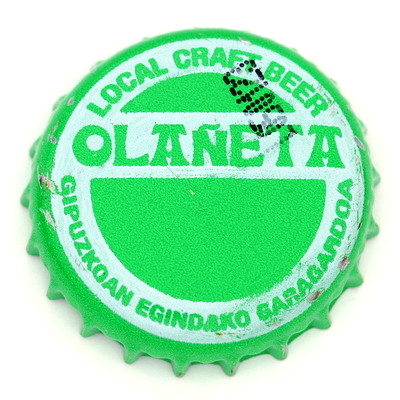 LOCAL CRAFT BEER
OLAÑETA
GIPUZKOAN EGINDAKO GARAGARDOA